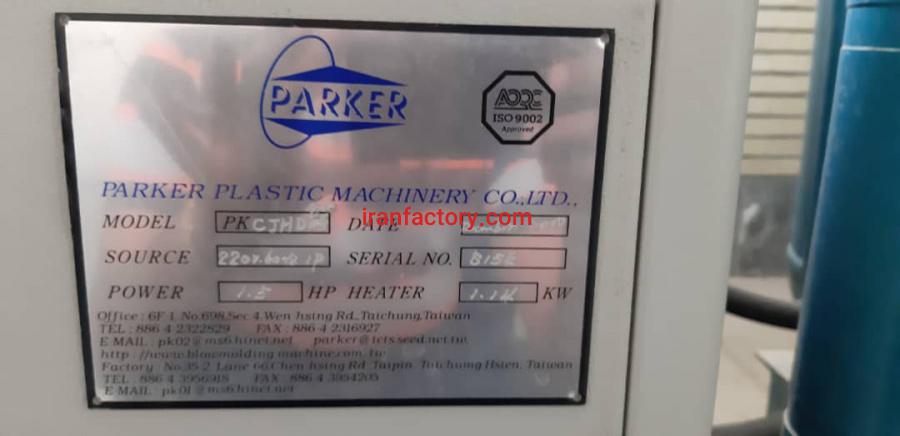 PARKER
AQRE
ISO 9002
Approved
PARKER PLASTIC MACHINERY CO.,LTD.,
iranfactory.com
MODEL PK CJHD DATE
SOURCE 220V.60HZ 1P SERIAL NO. B15E
POWER 1.5 HP HEATER 1.14 KW
Office : 6F 1. No.698,Sec 4.Wen hsing Rd.,Taichung,Taiwan
TEL : 886 4 2322829 FAX : 886 4 2316927
E MAIL : pk02@ms6.hinet.net parker@tcts.seed.net.tw
http://www.blowmolding machine.com.tw
Factory : No.35 2 Lane 66.Chen hsing Rd Taipin. Taichung Hsien, Taiwan
TEL 886 4 3956918 FAX 886 4 3954205
E MAIL : pk01@ms6.hinet.net